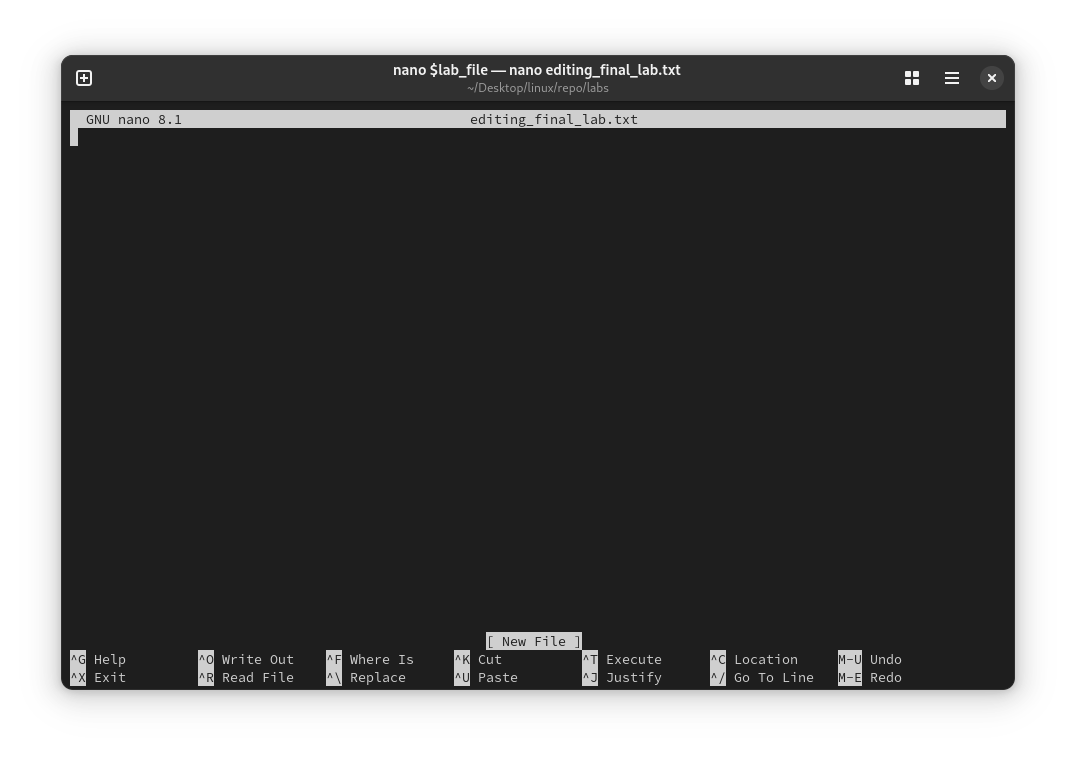 nano $lab_file — nano editing_final_lab.txt
~/Desktop/linux/repo/labs
GNU nano 8.1 editing_final_lab.txt
[ New File ]
^G Help ^O Write Out ^F Where Is ^K Cut ^T Execute ^C Location M-U Undo
^X Exit ^R Read File ^\ Replace ^U Paste ^J Justify ^/ Go To Line M-E Redo